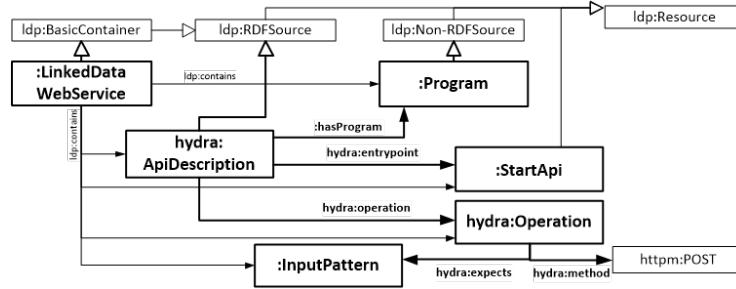 ldp:BasicContainer
ldp:RDFSource
ldp:Non-RDFSource
ldp:Resource
:LinkedData
WebService
ldp:contains
:Program
ldp:contains
:hasProgram
hydra:
ApiDescription
hydra:entrypoint
:StartApi
hydra:operation
hydra:Operation
:InputPattern
hydra:expects
hydra:method
httpm:POST